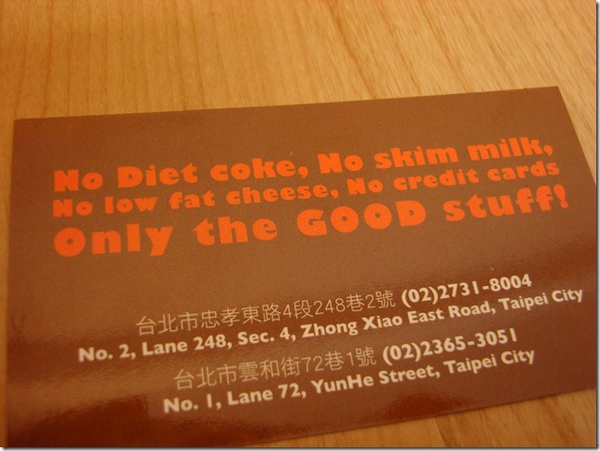 No Diet coke, No skim milk,
No low fat cheese, No credit cards
Only the GOOD stuff!
台北市忠孝東路4段248巷2號 (02)2731-8004
No. 2, Lane 248, Sec. 4, Zhong Xiao East Road, Taipei City
台北市雲和街72巷1號 (02)2365-3051
No. 1, Lane 72, YunHe Street, Taipei City